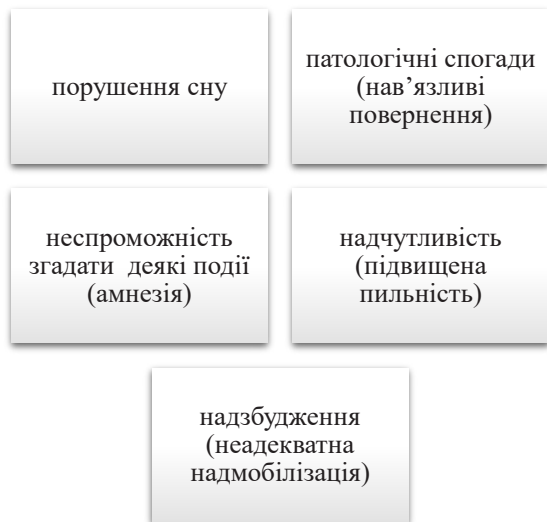 порушення сну
патологічні спогади
(нав’язливі
повернення)
неспроможність
згадати деякі події
(амнезія)
надчутливість
(підвищена
пильність)
надзбудження
(неадекватна
надмобілізація)